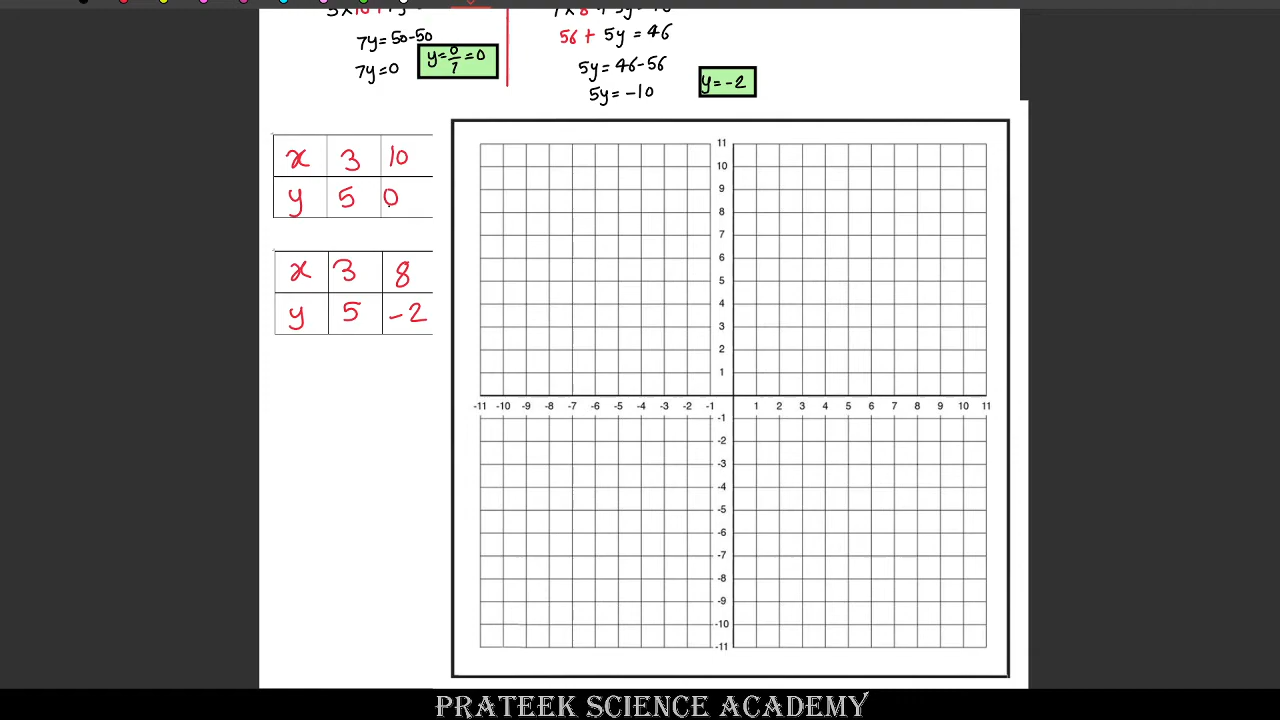 7y=50-50
7y=0
y=0/7=0
56+ 5y=46
5y=46-56
5y=-10
y=-2
x 3 10
y 5 0
x 3 8
y 5 -2
11
10
9
8
7
6
5
4
3
2
1
-11 -10 -9 -8 -7 -6 -5 -4 -3 -2 -1 1 2 3 4 5 6 7 8 9 10 11
-1
-2
-3
-4
-5
-6
-7
-8
-9
-10
-11
PRATEEK SCIENCE ACADEMY